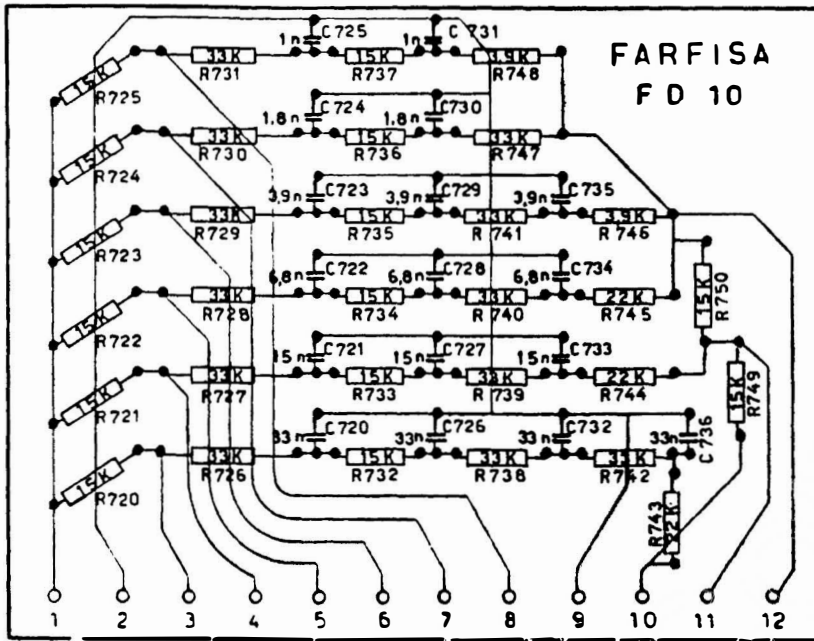 FARFISA
FD 10
C725 C731
1n 1n
33K 15K 3.9K
R731 R737 R748
15K
R725
C724 C730
1,8n 1,8n
33K 15K 33K
R730 R736 R747
15K
R724
C723 C729 C735
3,9n 3,9n 3,9n
33K 15K 33K 3,9K
R729 R735 R741 R746
15K
R723
C722 C728 C734
6,8n 6,8n 6,8n
33K 15K 33K 22K
R728 R734 R740 R745
15K
R750
15K
R722
C721 C727 C733
15n 15n 15n
33K 15K 33K 22K
R727 R733 R739 R744
15K
R749
15K
R721
C720 C726 C732 C736
33n 33n 33n 33n
33K 15K 33K 33K
R726 R732 R738 R742
15K
R720
R743
22K
1 2 3 4 5 6 7 8 9 10 11 12